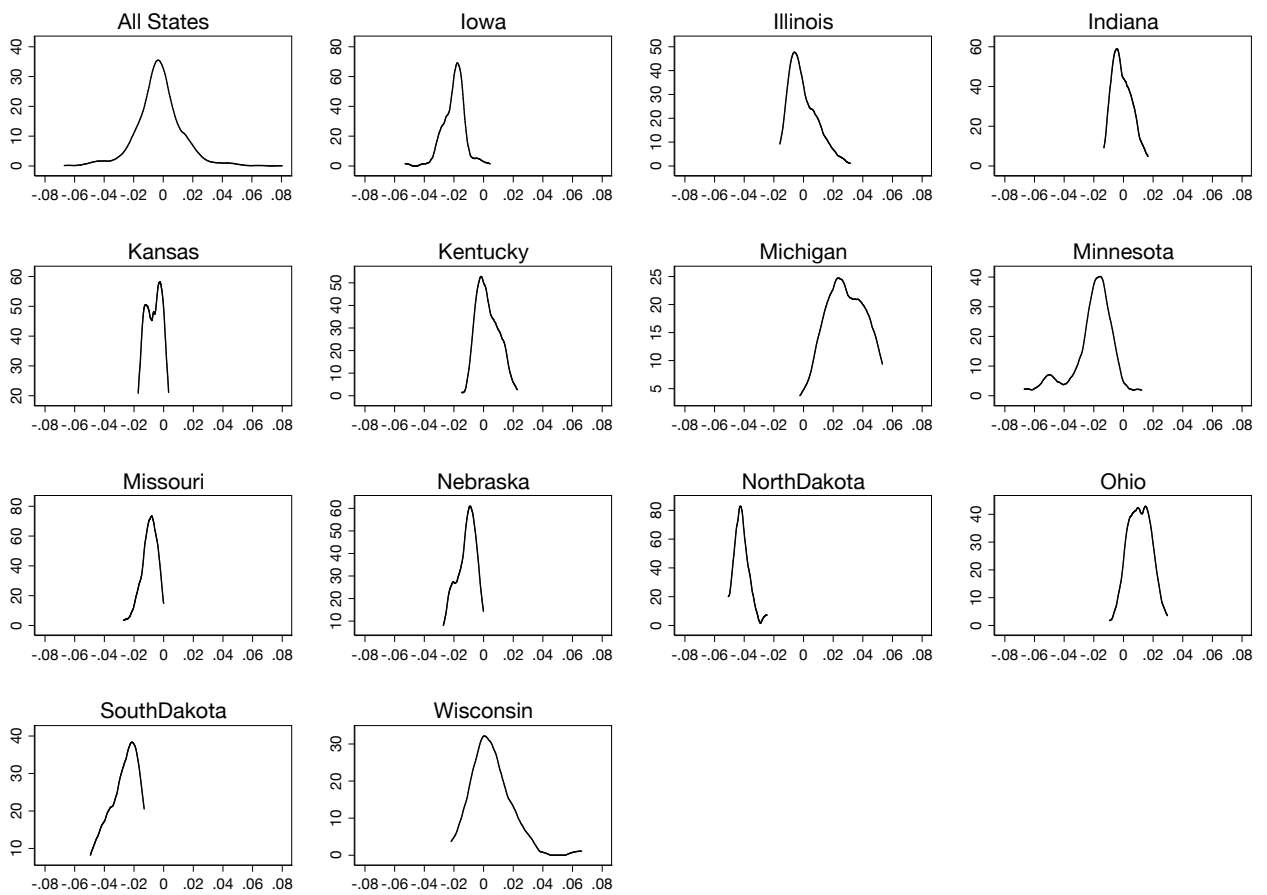 All States Iowa Illinois Indiana
0 10 20 30 40
0 20 40 60 80
0 10 20 30 40 50
0 20 40 60
-.08 -.06 -.04 -.02 0 .02 .04 .06 .08
-.08 -.06 -.04 -.02 0 .02 .04 .06 .08
-.08 -.06 -.04 -.02 0 .02 .04 .06 .08
-.08 -.06 -.04 -.02 0 .02 .04 .06 .08
Kansas Kentucky Michigan Minnesota
20 30 40 50 60
0 10 20 30 40 50
5 10 15 20 25
0 10 20 30 40
-.08 -.06 -.04 -.02 0 .02 .04 .06 .08
-.08 -.06 -.04 -.02 0 .02 .04 .06 .08
-.08 -.06 -.04 -.02 0 .02 .04 .06 .08
-.08 -.06 -.04 -.02 0 .02 .04 .06 .08
Missouri Nebraska NorthDakota Ohio
0 20 40 60 80
10 20 30 40 50 60
0 20 40 60 80
0 10 20 30 40
-.08 -.06 -.04 -.02 0 .02 .04 .06 .08
-.08 -.06 -.04 -.02 0 .02 .04 .06 .08
-.08 -.06 -.04 -.02 0 .02 .04 .06 .08
-.08 -.06 -.04 -.02 0 .02 .04 .06 .08
SouthDakota Wisconsin
10 20 30 40
0 10 20 30
-.08 -.06 -.04 -.02 0 .02 .04 .06 .08
-.08 -.06 -.04 -.02 0 .02 .04 .06 .08